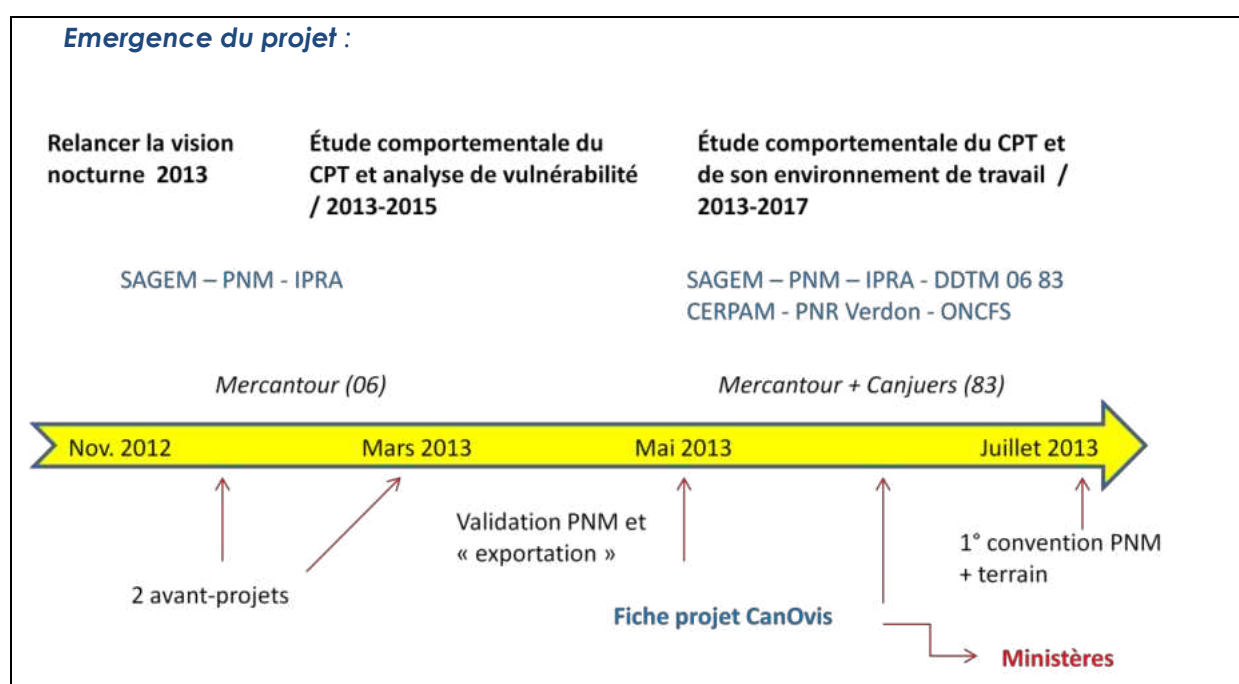 Emergence du projet :
Relancer la vision
nocturne 2013
Étude comportementale du
CPT et analyse de vulnérabilité
/ 2013-2015
Étude comportementale du CPT et
de son environnement de travail /
2013-2017
SAGEM – PNM - IPRA
SAGEM – PNM – IPRA - DDTM 06 83
CERPAM - PNR Verdon - ONCFS
Mercantour (06)
Mercantour + Canjuers (83)
Nov. 2012
Mars 2013
Mai 2013
Juillet 2013
2 avant-projets
Validation PNM et
« exportation »
1° convention PNM
+ terrain
Fiche projet CanOvis
Ministères